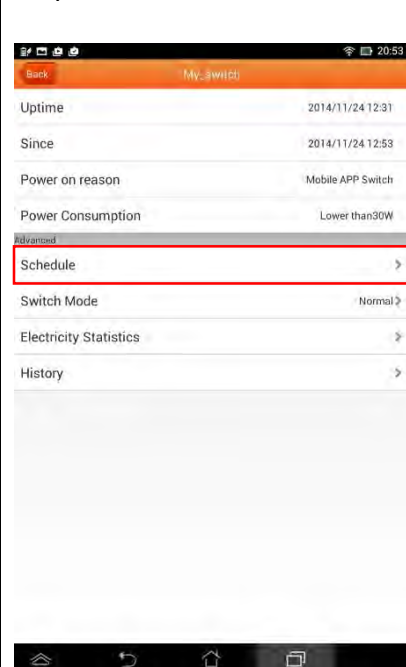 20:53
Back My_Switch
Uptime 2014/11/24 12:31
Since 2014/11/24 12:53
Power on reason Mobile APP Switch
Power Consumption Lower than30W
Advanced
Schedule >
Switch Mode Normal >
Electricity Statistics >
History >